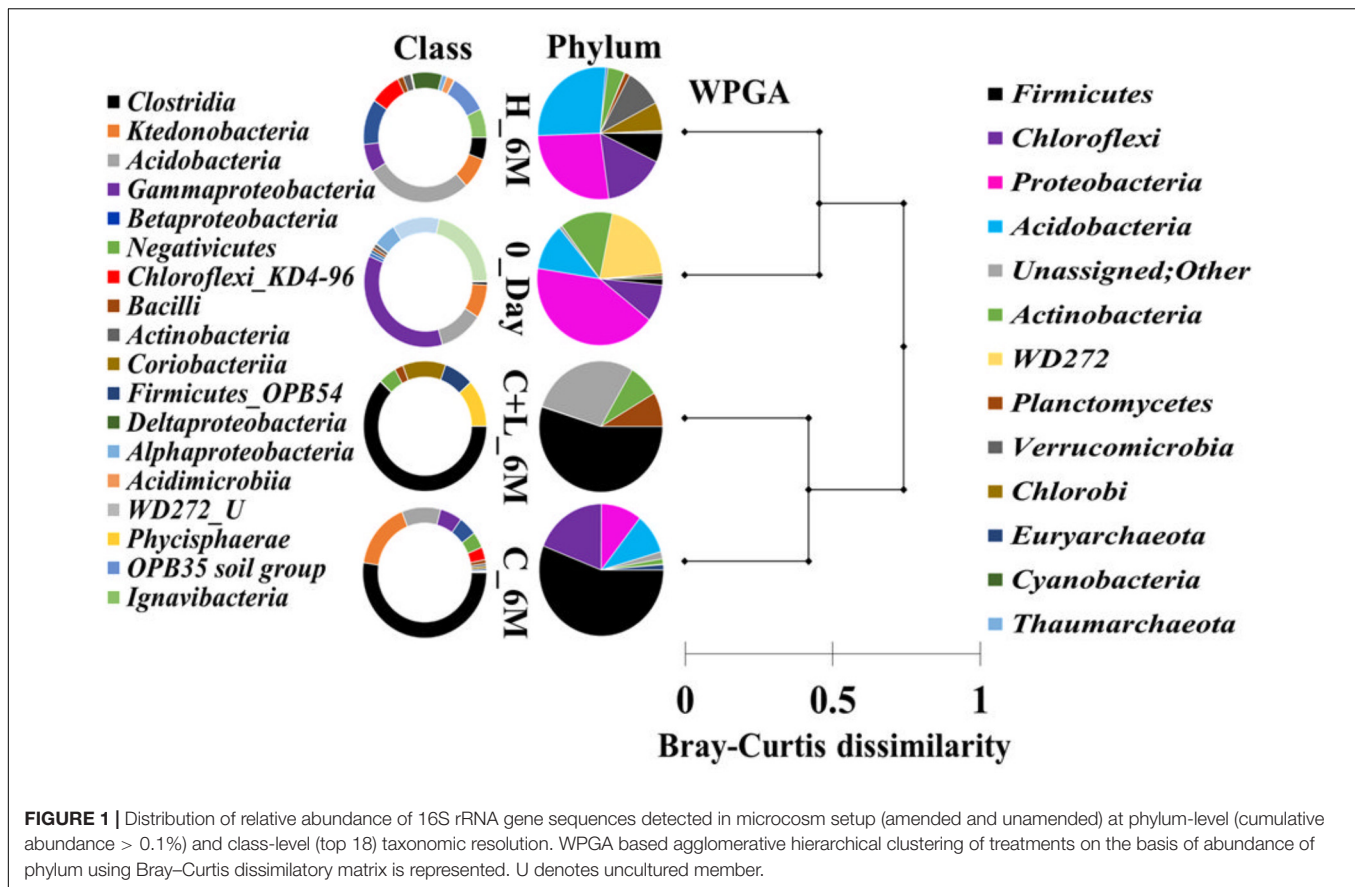 Class
Phylum
WPGA
Clostridia
Ktedonobacteria
Acidobacteria
Gammaproteobacteria
Betaproteobacteria
Negativicutes
Chloroflexi_KD4-96
Bacilli
Actinobacteria
Coriobacteriia
Firmicutes_OPB54
Deltaproteobacteria
Alphaproteobacteria
Acidimicrobiia
WD272_U
Phycisphaerae
OPB35 soil group
Ignavibacteria
H_6M
0_Day
C+L_6M
C_6M
Firmicutes
Chloroflexi
Proteobacteria
Acidobacteria
Unassigned;Other
Actinobacteria
WD272
Planctomycetes
Verrucomicrobia
Chlorobi
Euryarchaeota
Cyanobacteria
Thaumarchaeota
0 0.5 1
Bray-Curtis dissimilarity
FIGURE 1 | Distribution of relative abundance of 16S rRNA gene sequences detected in microcosm setup (amended and unamended) at phylum-level (cumulative
abundance > 0.1%) and class-level (top 18) taxonomic resolution. WPGA based agglomerative hierarchical clustering of treatments on the basis of abundance of
phylum using Bray–Curtis dissimilatory matrix is represented. U denotes uncultured member.